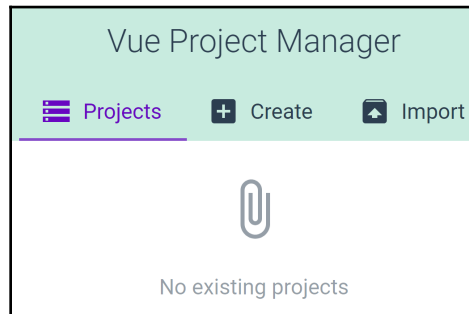 Vue Project Manager
Projects Create Import
No existing projects